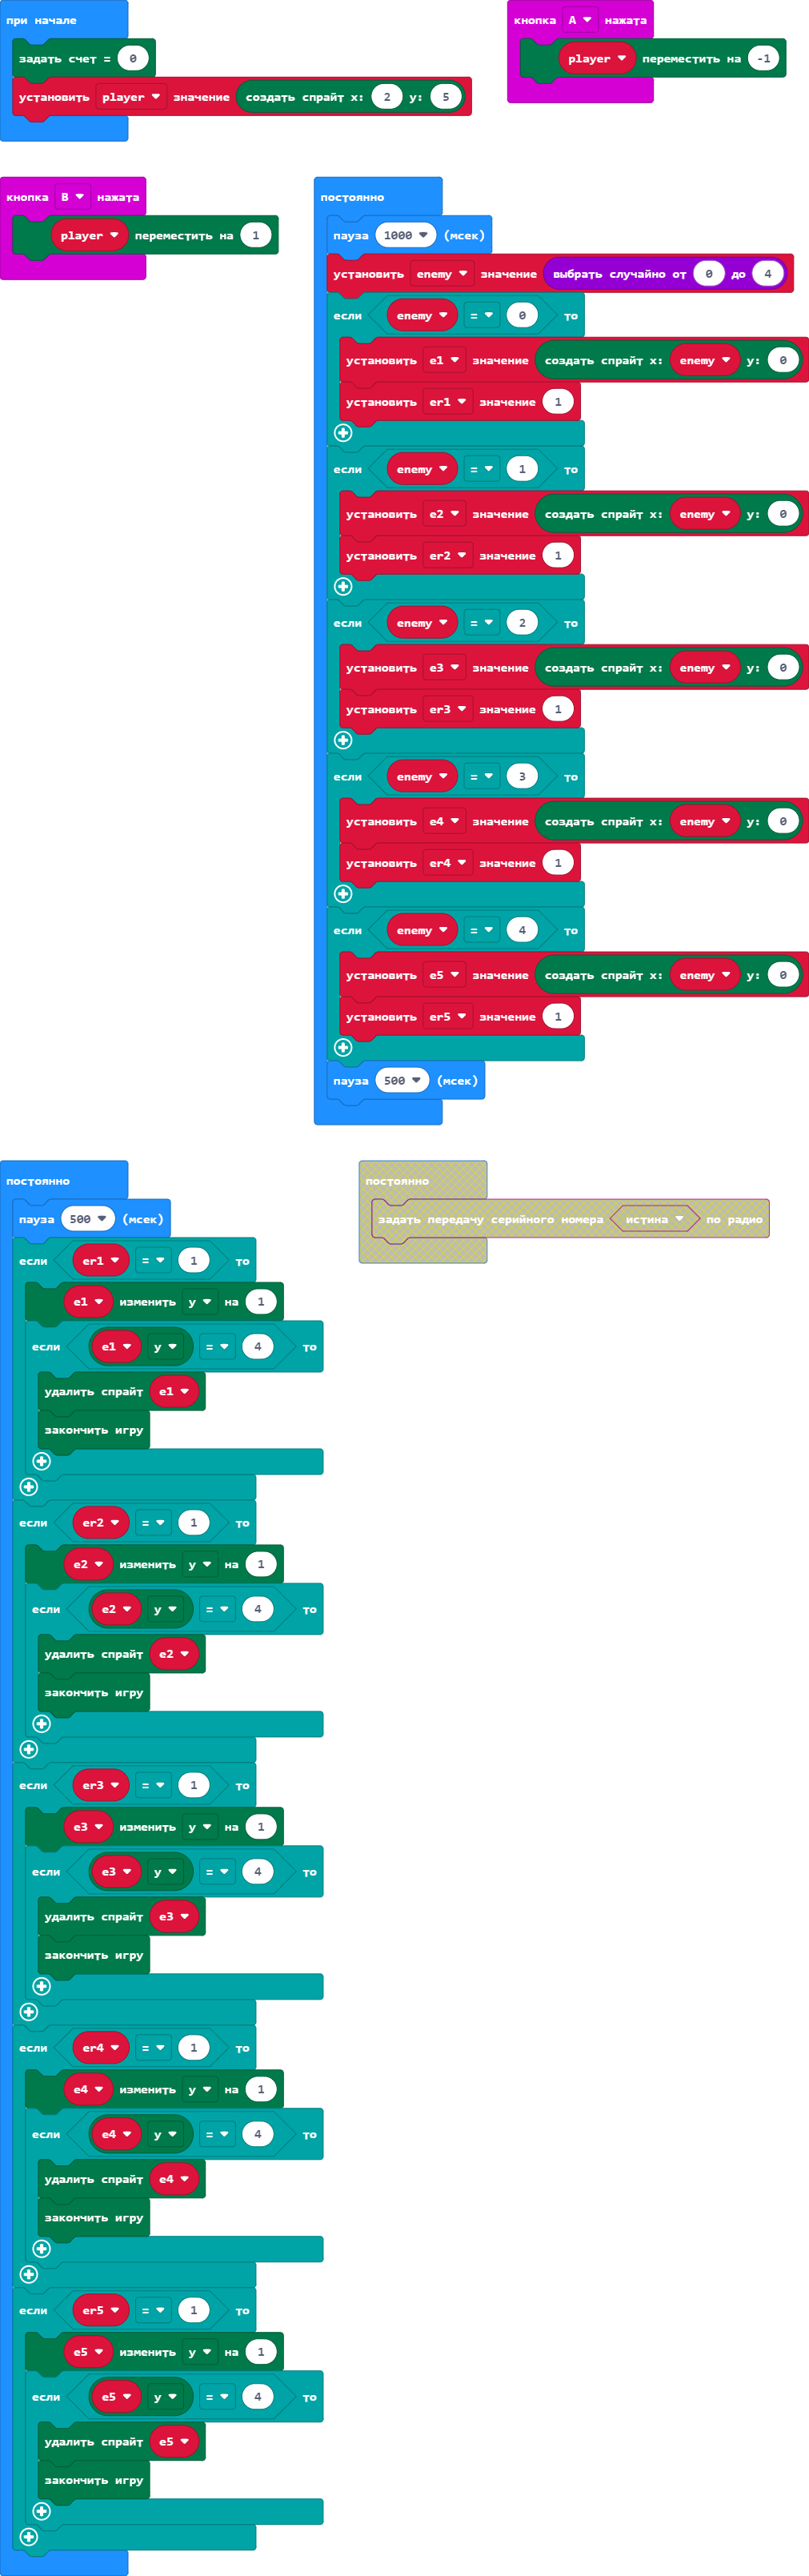 при начале
задать счет = 0
установить player значение создать спрайт x: 2 y: 5
кнопка A нажата
player переместить на -1
кнопка B нажата
player переместить на 1
постоянно
пауза 1000 (мсек)
установить enemy значение выбрать случайно от 0 до 4
если enemy = 0 то
установить e1 значение создать спрайт x: enemy y: 0
установить er1 значение 1
если enemy = 1 то
установить e2 значение создать спрайт x: enemy y: 0
установить er2 значение 1
если enemy = 2 то
установить e3 значение создать спрайт x: enemy y: 0
установить er3 значение 1
если enemy = 3 то
установить e4 значение создать спрайт x: enemy y: 0
установить er4 значение 1
если enemy = 4 то
установить e5 значение создать спрайт x: enemy y: 0
установить er5 значение 1
пауза 500 (мсек)
постоянно
пауза 500 (мсек)
если er1 = 1 то
e1 изменить y на 1
если e1 y = 4 то
удалить спрайт e1
закончить игру
если er2 = 1 то
e2 изменить y на 1
если e2 y = 4 то
удалить спрайт e2
закончить игру
если er3 = 1 то
e3 изменить y на 1
если e3 y = 4 то
удалить спрайт e3
закончить игру
если er4 = 1 то
e4 изменить y на 1
если e4 y = 4 то
удалить спрайт e4
закончить игру
если er5 = 1 то
e5 изменить y на 1
если e5 y = 4 то
удалить спрайт e5
закончить игру
постоянно
задать передачу серийного номера истина по радио